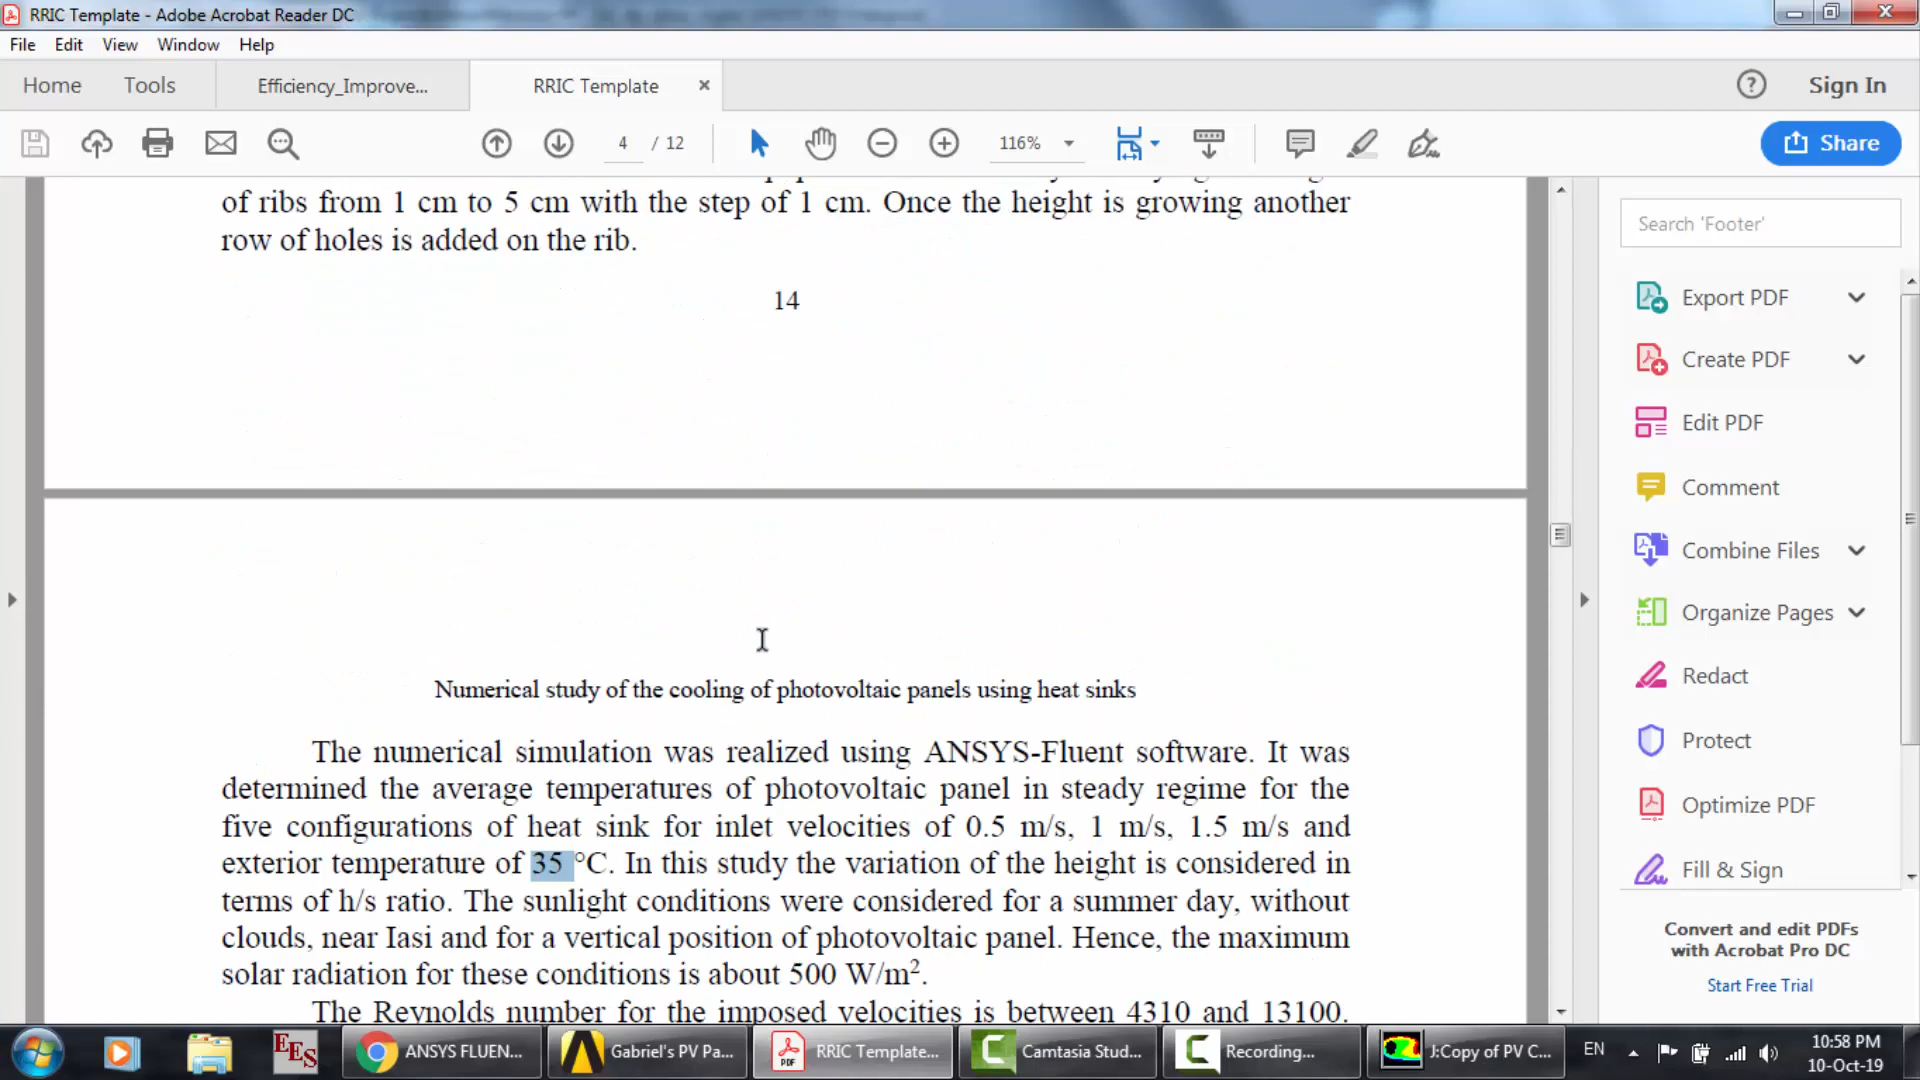 RRIC Template - Adobe Acrobat Reader DC
File Edit View Window Help
Home Tools Efficiency_Improve... RRIC Template Sign In
4 / 12 116% Share
of ribs from 1 cm to 5 cm with the step of 1 cm. Once the height is growing another
row of holes is added on the rib.
14
Numerical study of the cooling of photovoltaic panels using heat sinks
The numerical simulation was realized using ANSYS-Fluent software. It was
determined the average temperatures of photovoltaic panel in steady regime for the
five configurations of heat sink for inlet velocities of 0.5 m/s, 1 m/s, 1.5 m/s and
exterior temperature of 35 °C. In this study the variation of the height is considered in
terms of h/s ratio. The sunlight conditions were considered for a summer day, without
clouds, near Iasi and for a vertical position of photovoltaic panel. Hence, the maximum
solar radiation for these conditions is about 500 W/m².
The Reynolds number for the imposed velocities is between 4310 and 13100.
Search 'Footer'
Export PDF
Create PDF
Edit PDF
Comment
Combine Files
Organize Pages
Redact
Protect
Optimize PDF
Fill & Sign
Convert and edit PDFs
with Acrobat Pro DC
Start Free Trial
EES
ANSYS FLUEN...
Gabriel's PV Pa...
PDF
RRIC Template...
Camtasia Stud...
Recording...
J:Copy of PV C...
EN
10:58 PM
10-Oct-19